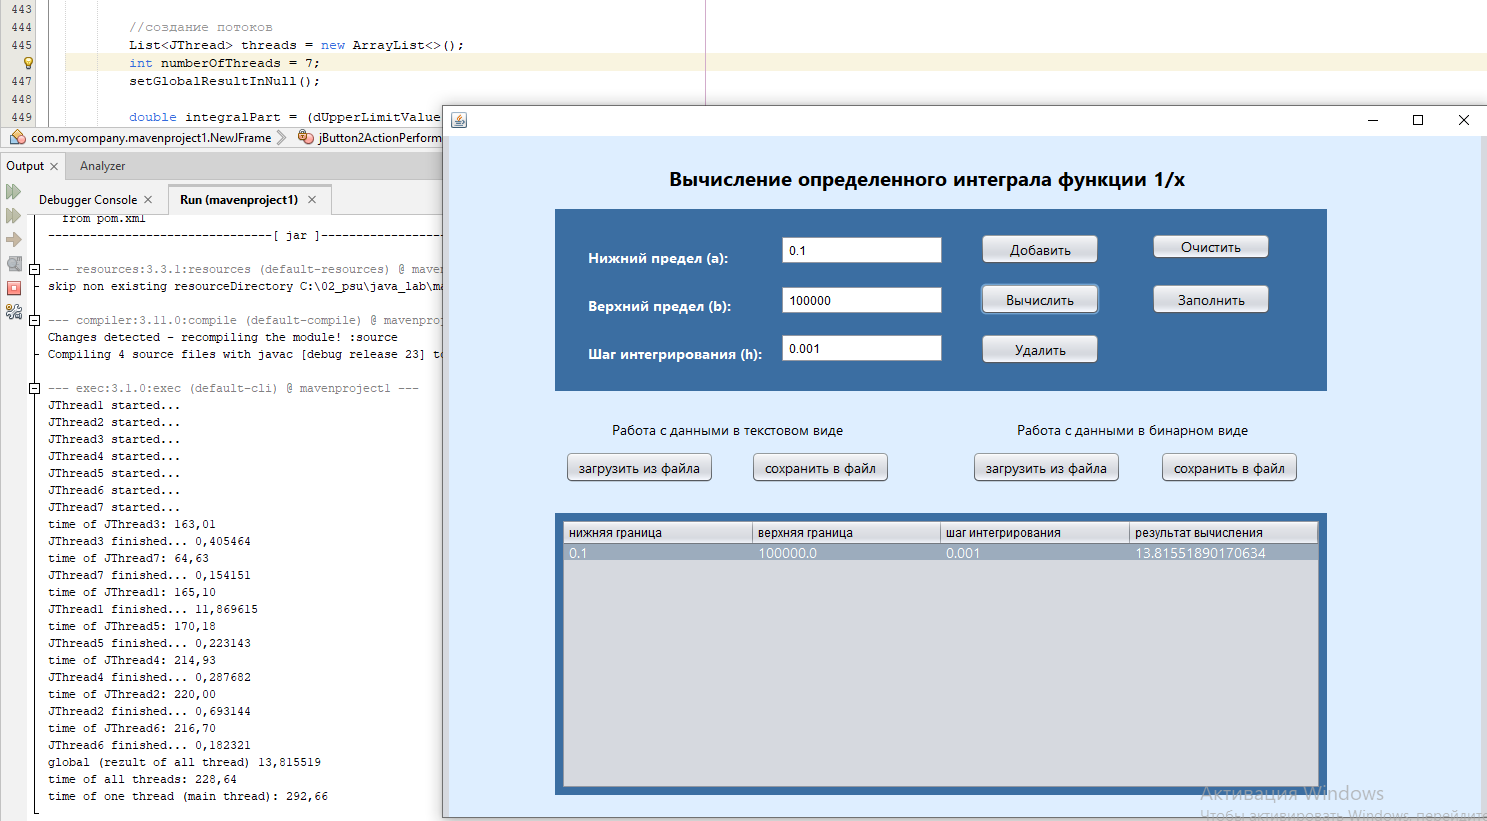 443
444 //создание потоков
445 List<JThread> threads = new ArrayList<>();
int numberOfThreads = 7;
447 setGlobalResultInNull();
448
449 double integralPart = (dUpperLimitValue
com.mycompany.mavenproject1.NewJFrame jButton2ActionPerform
Output Analyzer
Debugger Console Run (mavenproject1)
from pom.xml
--------------------------------[ jar ]------------------
--- resources:3.3.1:resources (default-resources) @ maven
skip non existing resourceDirectory C:\02_psu\java_lab\ma
--- compiler:3.11.0:compile (default-compile) @ mavenproj
Changes detected - recompiling the module! :source
Compiling 4 source files with javac [debug release 23] to
--- exec:3.1.0:exec (default-cli) @ mavenproject1 ---
JThread1 started...
JThread2 started...
JThread3 started...
JThread4 started...
JThread5 started...
JThread6 started...
JThread7 started...
time of JThread3: 163,01
JThread3 finished... 0,405464
time of JThread7: 64,63
JThread7 finished... 0,154151
time of JThread1: 165,10
JThread1 finished... 11,869615
time of JThread5: 170,18
JThread5 finished... 0,223143
time of JThread4: 214,93
JThread4 finished... 0,287682
time of JThread2: 220,00
JThread2 finished... 0,693144
time of JThread6: 216,70
JThread6 finished... 0,182321
global (rezult of all thread) 13,815519
time of all threads: 228,64
time of one thread (main thread): 292,66
Вычисление определенного интеграла функции 1/x
Нижний предел (a): 0.1 Добавить Очистить
Верхний предел (b): 100000 Вычислить Заполнить
Шаг интегрирования (h): 0.001 Удалить
Работа с данными в текстовом виде Работа с данными в бинарном виде
загрузить из файла сохранить в файл загрузить из файла сохранить в файл
нижняя граница верхняя граница шаг интегрирования результат вычисления
0.1 100000.0 0.001 13.81551890170634
Активация Windows
Чтобы активировать Windows, перейдите